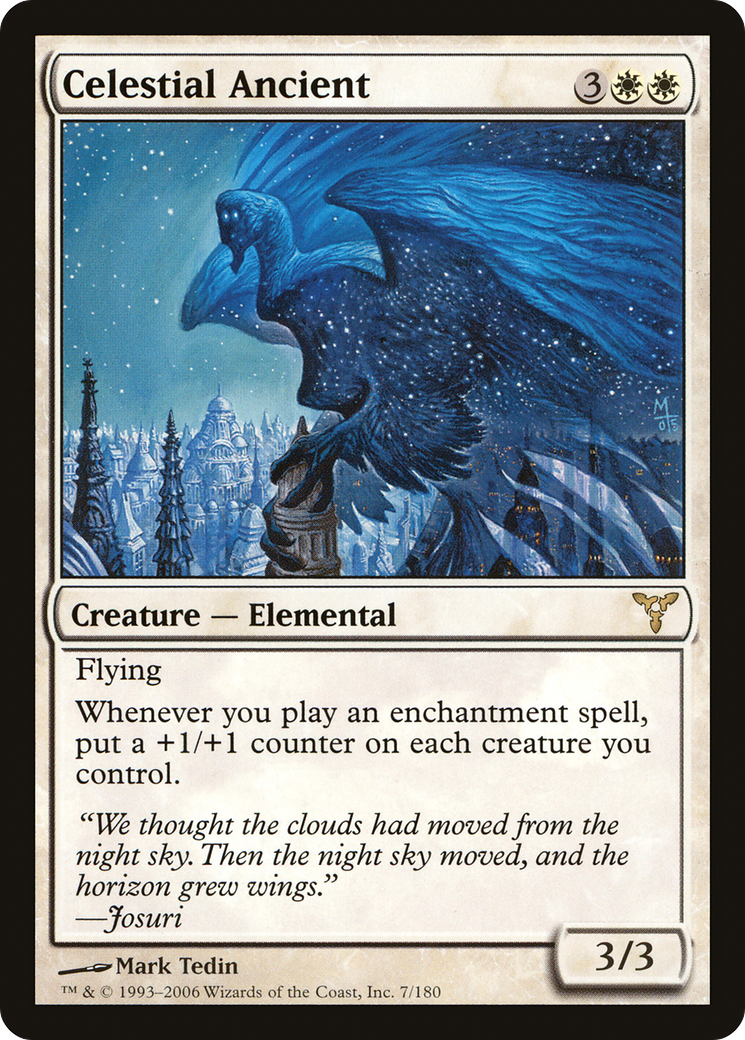 Celestial Ancient 3
M
T
05
Creature — Elemental
Flying
Whenever you play an enchantment spell,
put a +1/+1 counter on each creature you
control.
“We thought the clouds had moved from the
night sky. Then the night sky moved, and the
horizon grew wings.”
—Josuri
3/3
Mark Tedin
™ & © 1993–2006 Wizards of the Coast, Inc. 7/180